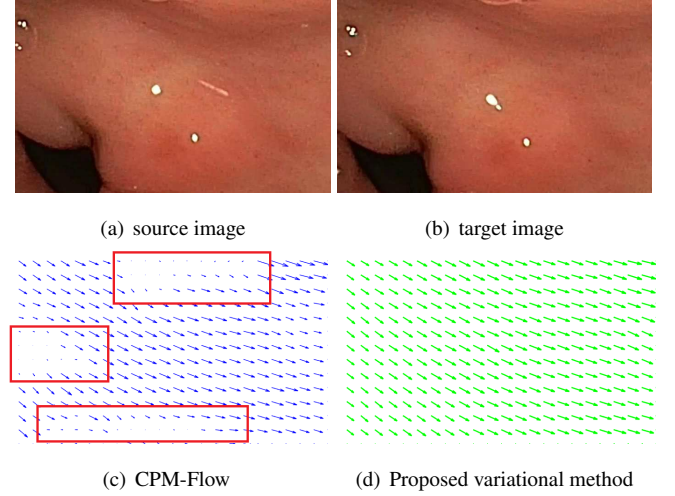 (a) source image
(b) target image
(c) CPM-Flow
(d) Proposed variational method